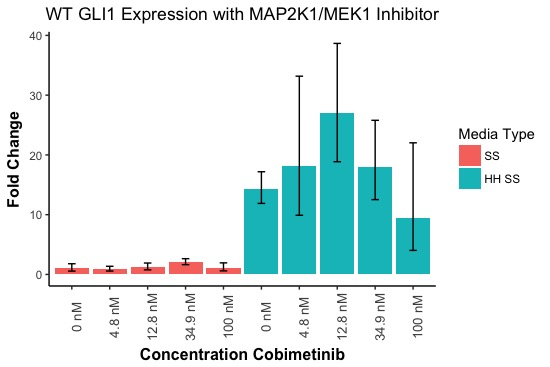 WT GLI1 Expression with MAP2K1/MEK1 Inhibitor
40
30
20
10
0
Fold Change
0 nM
4.8 nM
12.8 nM
34.9 nM
100 nM
0 nM
4.8 nM
12.8 nM
34.9 nM
100 nM
Concentration Cobimetinib
Media Type
SS
HH SS